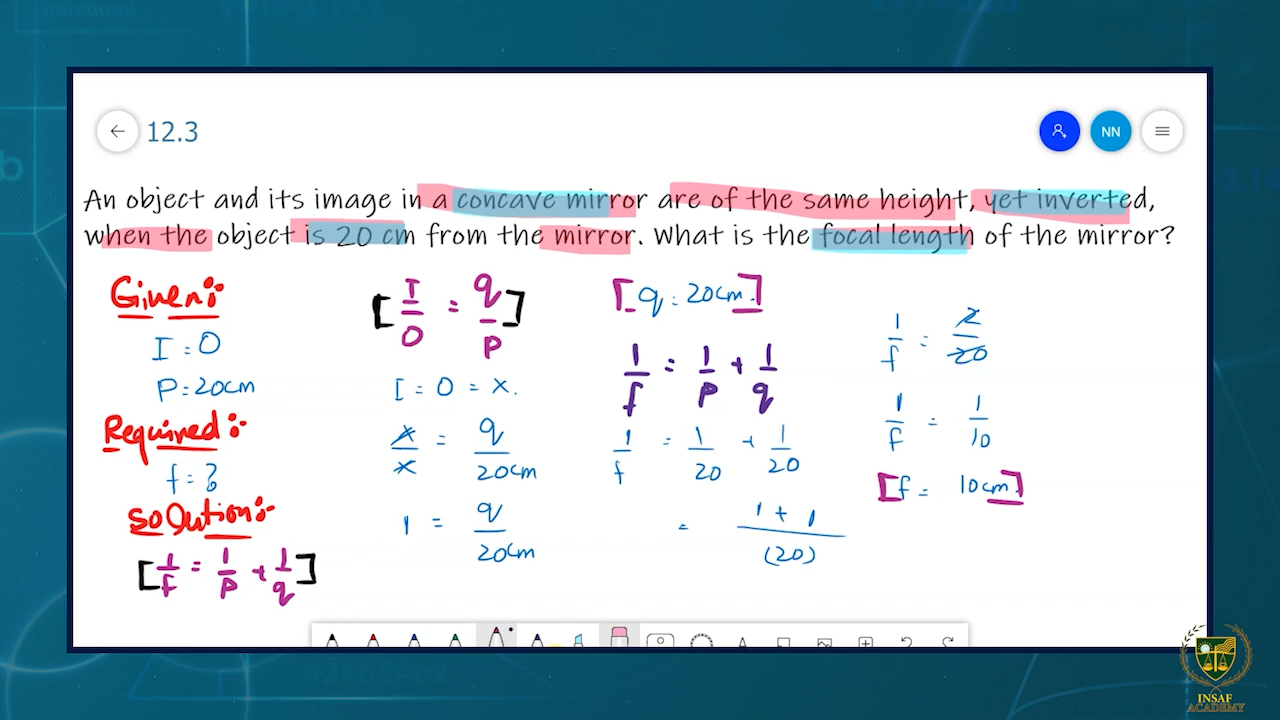 12.3
NN
An object and its image in a concave mirror are of the same height, yet inverted,
when the object is 20 cm from the mirror. What is the focal length of the mirror?
Given:-
I = O
P = 20cm
Required:-
f = ?
Solution:-
[1/f = 1/p + 1/q]
[I/O = q/p]
I = O = x.
x/x = q/20cm
1 = q/20cm
[q = 20cm.]
1/f = 1/p + 1/q
1/f = 1/20 + 1/20
= 1 + 1/(20)
1/f = 2/20
1/f = 1/10
[f = 10cm.]
INSAF
ACADEMY